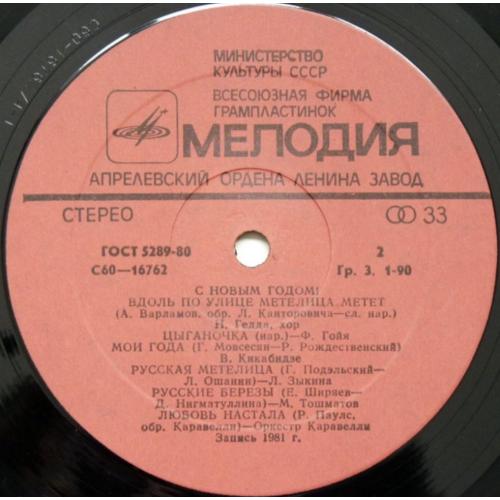 МИНИСТЕРСТВО
КУЛЬТУРЫ СССР
ВСЕСОЮЗНАЯ ФИРМА
ГРАМПЛАСТИНОК
МЕЛОДИЯ
АПРЕЛЕВСКИЙ ОРДЕНА ЛЕНИНА ЗАВОД
СТЕРЕО 33
ГОСТ 5289-80 2
С60—16762 Гр. 3. 1-90
С НОВЫМ ГОДОМ!
ВДОЛЬ ПО УЛИЦЕ МЕТЕЛИЦА МЕТЕТ
(А. Варламов, обр. Л. Канторовича—сл. нар.)
Н. Гедда, хор
ЦЫГАНОЧКА (нар.)—Ф. Гойя
МОИ ГОДА (Г. Мовсесян—Р. Рождественский)
В. Кикабидзе
РУССКАЯ МЕТЕЛИЦА (Г. Подэльский—
Л. Ошанин)—Л. Зыкина
РУССКИЕ БЕРЕЗЫ (Е. Ширяев—
Д. Нигматуллина)—М. Тошматов
ЛЮБОВЬ НАСТАЛА (Р. Паулс,
обр. Каравелли)—Оркестр Каравелли
Запись 1981 г.